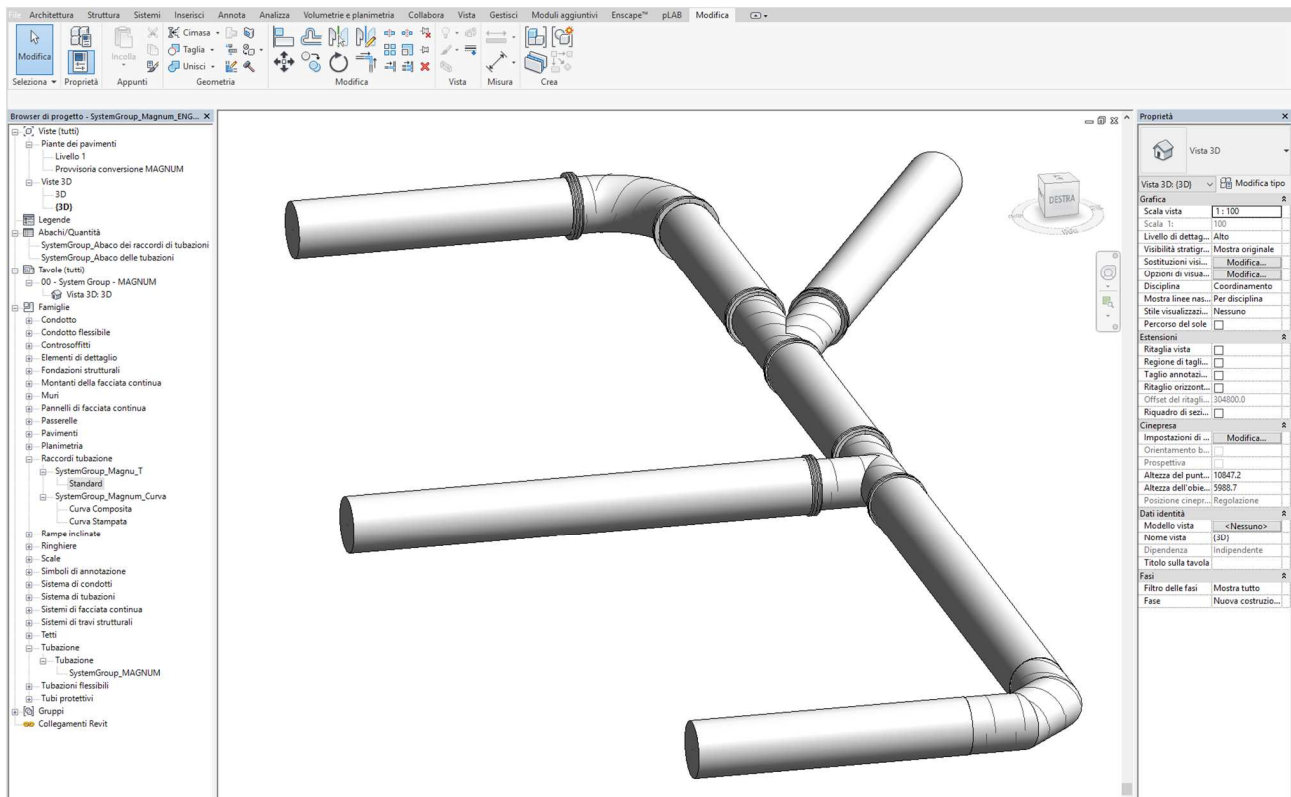 File Architettura Struttura Sistemi Inserisci Annota Analizza Volumetrie e planimetria Collabora Vista Gestisci Moduli aggiuntivi Enscape™ pLAB Modifica
Modifica
Incolla
Cimasa
Taglia
Unisci
Seleziona Proprietà Appunti Geometria Modifica Vista Misura Crea
Browser di progetto - SystemGroup_Magnum_ENG...
Viste (tutti)
Piante dei pavimenti
Livello 1
Provvisoria conversione MAGNUM
Viste 3D
3D
{3D}
Legende
Abachi/Quantità
SystemGroup_Abaco dei raccordi di tubazioni
SystemGroup_Abaco delle tubazioni
Tavole (tutti)
00 - System Group - MAGNUM
Vista 3D: 3D
Famiglie
Condotto
Condotto flessibile
Controsoffitti
Elementi di dettaglio
Fondazioni strutturali
Montanti della facciata continua
Muri
Pannelli di facciata continua
Passerelle
Pavimenti
Planimetria
Raccordi tubazione
SystemGroup_Magnu_T
Standard
SystemGroup_Magnum_Curva
Curva Composita
Curva Stampata
Rampe inclinate
Ringhiere
Scale
Simboli di annotazione
Sistema di condotti
Sistema di tubazioni
Sistemi di facciata continua
Sistemi di travi strutturali
Tetti
Tubazione
Tubazione
SystemGroup_MAGNUM
Tubazioni flessibili
Tubi protettivi
Gruppi
Collegamenti Revit
DESTRA
Proprietà
Vista 3D
Vista 3D: {3D} Modifica tipo
Grafica
Scala vista 1 : 100
Scala 1: 100
Livello di dettag... Alto
Visibilità stratigr... Mostra originale
Sostituzioni visi... Modifica...
Opzioni di visua... Modifica...
Disciplina Coordinamento
Mostra linee nas... Per disciplina
Stile visualizzazi... Nessuno
Percorso del sole
Estensioni
Ritaglia vista
Regione di tagli...
Taglio annotazi...
Ritaglio orizzont...
Offset del ritagli... 304800.0
Riquadro di sezi...
Cinepresa
Impostazioni di ... Modifica...
Orientamento b...
Prospettiva
Altezza del punt... 10847.2
Altezza dell'obie... 5988.7
Posizione cinepr... Regolazione
Dati identità
Modello vista <Nessuno>
Nome vista {3D}
Dipendenza Indipendente
Titolo sulla tavola
Fasi
Filtro delle fasi Mostra tutto
Fase Nuova costruzio...